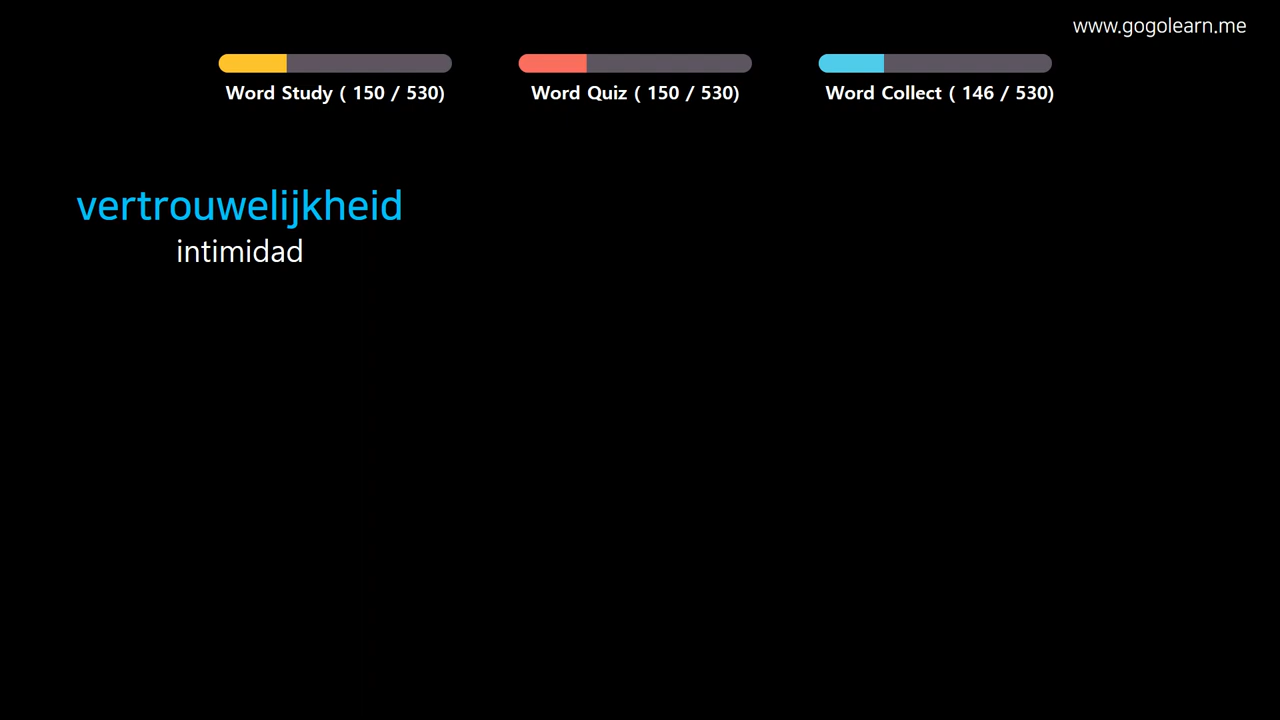 www.gogolearn.me
Word Study ( 150 / 530)
Word Quiz ( 150 / 530)
Word Collect ( 146 / 530)
vertrouwelijkheid
intimidad